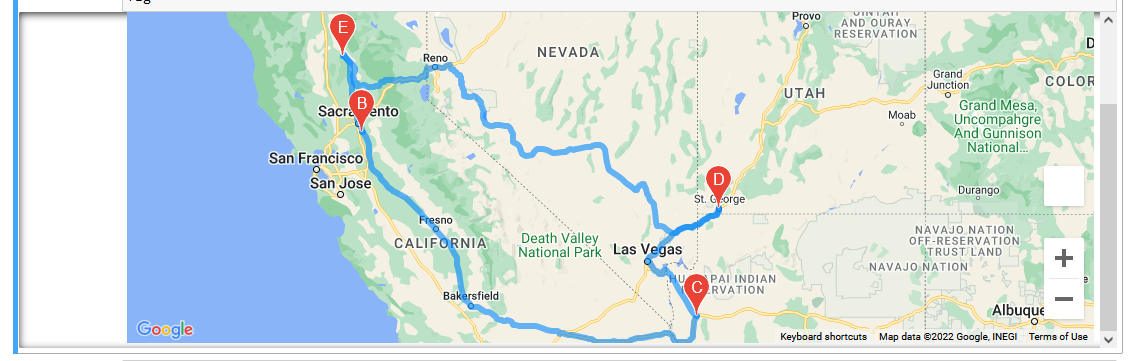 E
Provo
UINTAH
AND OURAY
RESERVATION
NEVADA
Reno
D
Grand
Junction
COLOR
UTAH
B
Sacramento
Moab
Grand Mesa,
Uncompahgre
And Gunnison
National...
San Francisco
San Jose
D
St. George
Durango
Fresno
CALIFORNIA
Death Valley
National Park
Las Vegas
NAVAJO NATION
OFF-RESERVATION
TRUST LAND
NAVAJO NATION
HUALAPAI INDIAN
RESERVATION
C
Bakersfield
Albuque
+
−
Google
Keyboard shortcuts Map data ©2022 Google, INEGI Terms of Use